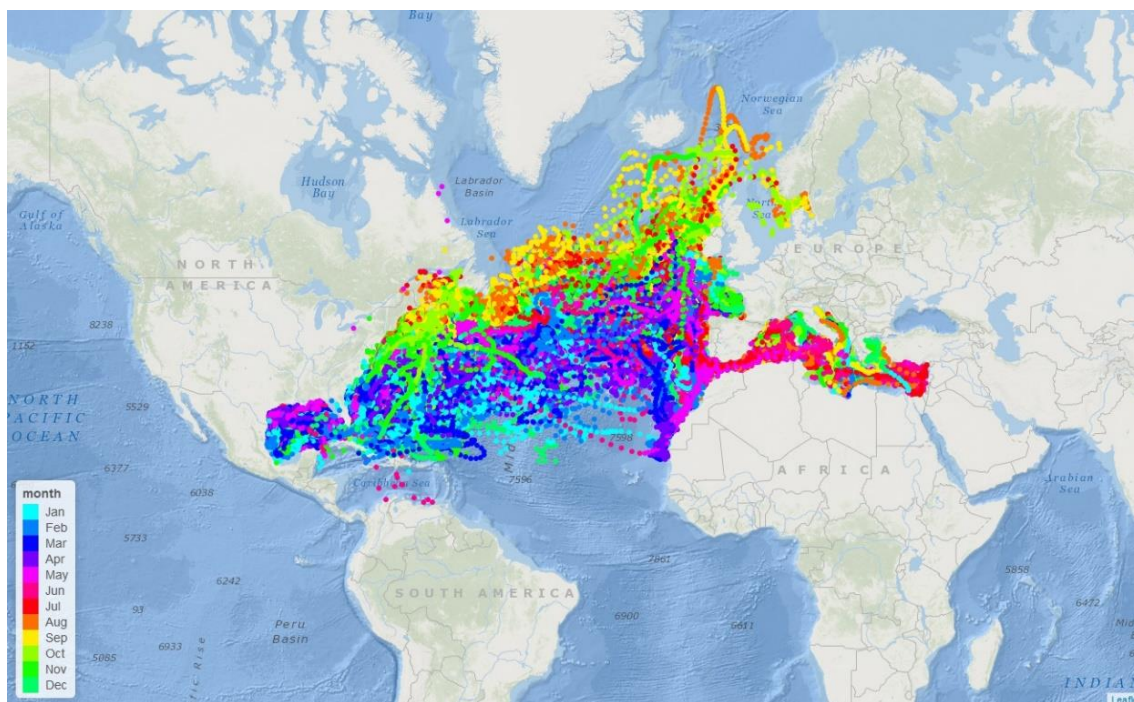 Bay
Norwegian
Sea
Hudson
Bay
Labrador
Basin
Labrador
Sea
Gulf of
Alaska
NORTH
AMERICA
EUROPE
8238
NORTH
PACIFIC
OCEAN
5529
7598
6377
7596
AFRICA
Arabian
Sea
6038
Caribbean Sea
5733
7861
5858
6242
SOUTH AMERICA
6472
93
6900
6611
Peru
Basin
6933
5085
INDIAN
month
Jan
Feb
Mar
Apr
May
Jun
Jul
Aug
Sep
Oct
Nov
Dec